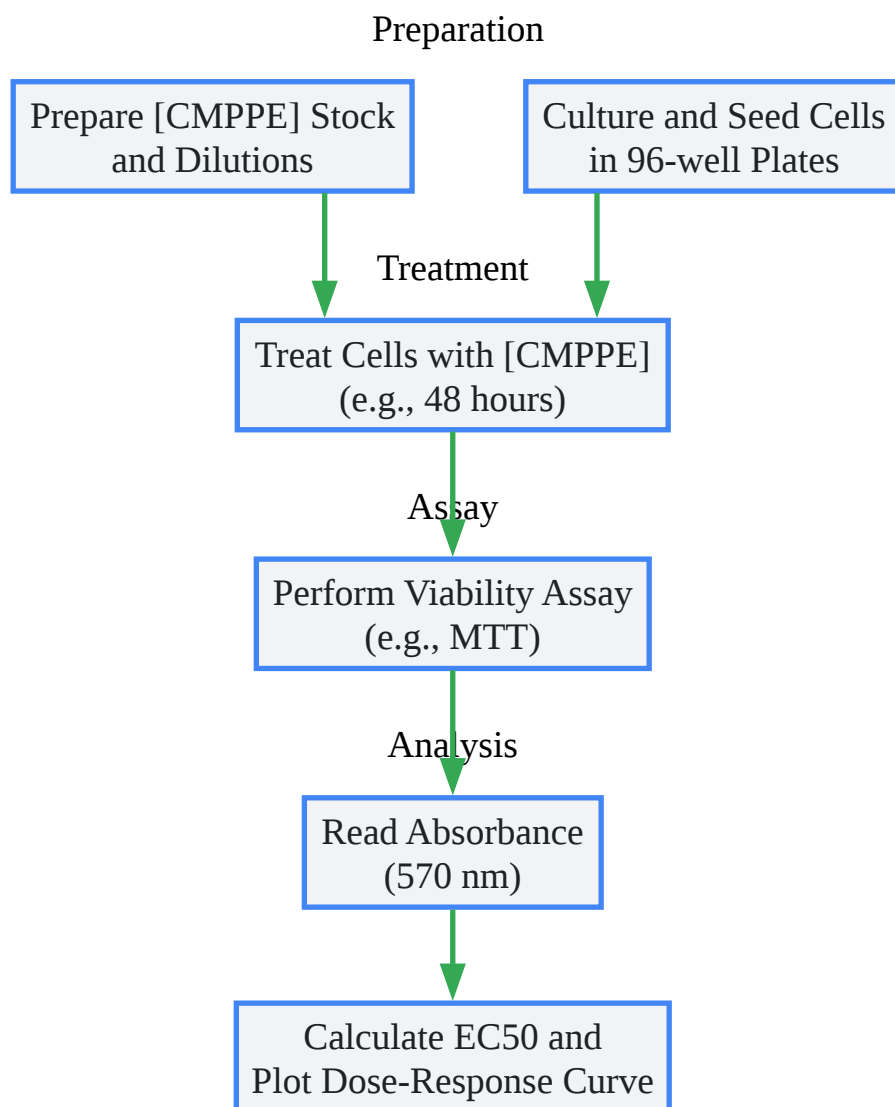 Preparation
Prepare [CMPPE] Stock
and Dilutions
Culture and Seed Cells
in 96-well Plates
Treatment
Treat Cells with [CMPPE]
(e.g., 48 hours)
Assay
Perform Viability Assay
(e.g., MTT)
Analysis
Read Absorbance
(570 nm)
Calculate EC50 and
Plot Dose-Response Curve